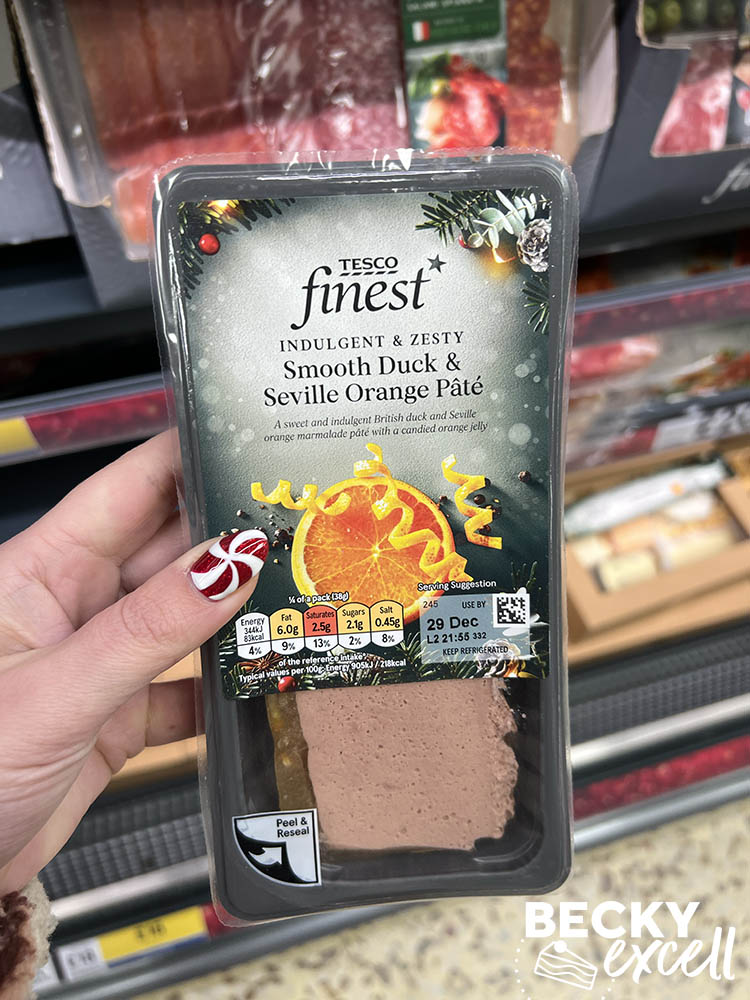 TESCO
finest*
INDULGENT & ZESTY
Smooth Duck &
Seville Orange Pâté
A sweet and indulgent British duck and Seville
orange marmalade pâté with a candied orange jelly
Serving Suggestion
¼ of a pack (38g)
Energy 344kJ 83kcal 4%
Fat 6.0g 9%
Saturates 2.5g 13%
Sugars 2.1g 2%
Salt 0.45g 8%
of the reference intake*
Typical values per 100g: Energy 905kJ / 218kcal
245 USE BY
29 Dec
L2 21:55 332
KEEP REFRIGERATED
Peel &
Reseal
BECKY
excell